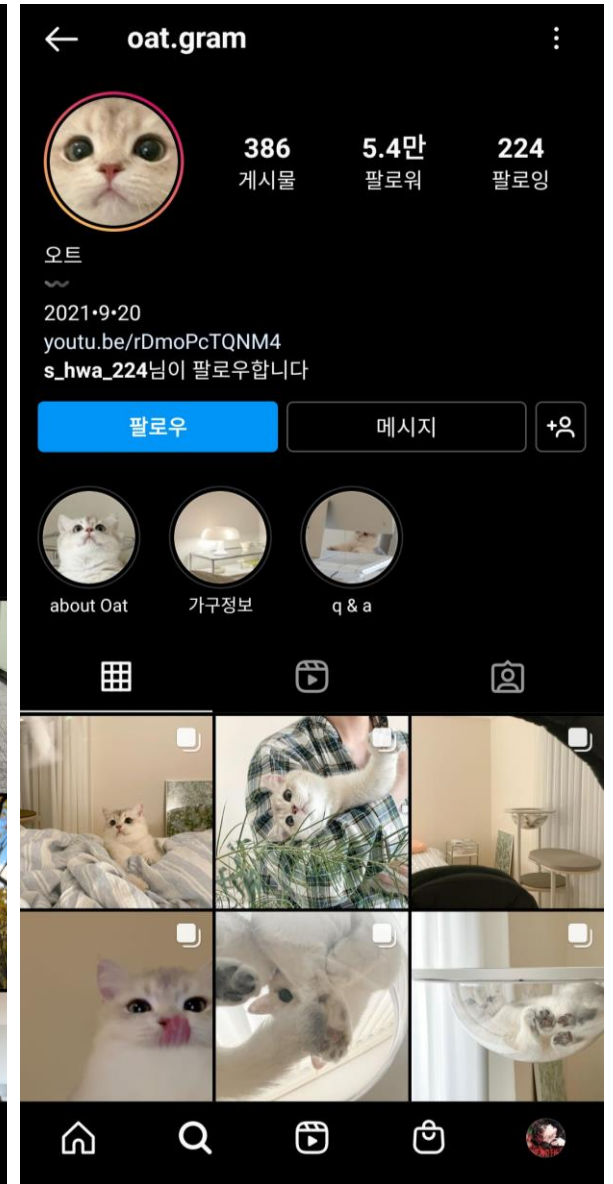 oat.gram
386 5.4만 224
게시물 팔로워 팔로잉
오트
2021•9•20
youtu.be/rDmoPcTQNM4
s_hwa_224님이 팔로우합니다
팔로우 메시지
about Oat 가구정보 q & a